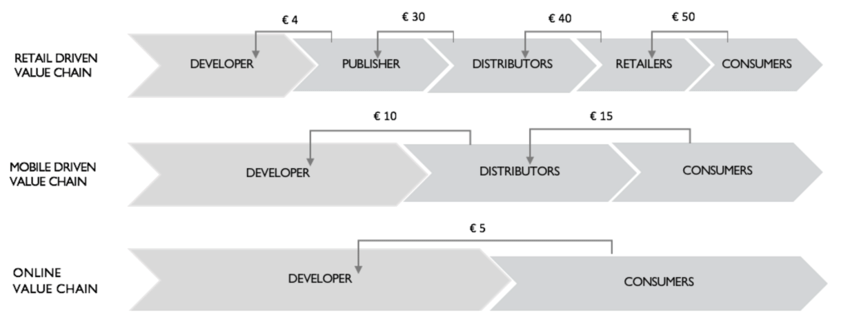 € 4
€ 30
€ 40
€ 50
RETAIL DRIVEN
VALUE CHAIN
DEVELOPER
PUBLISHER
DISTRIBUTORS
RETAILERS
CONSUMERS
€ 10
€ 15
MOBILE DRIVEN
VALUE CHAIN
DEVELOPER
DISTRIBUTORS
CONSUMERS
€ 5
ONLINE
VALUE CHAIN
DEVELOPER
CONSUMERS